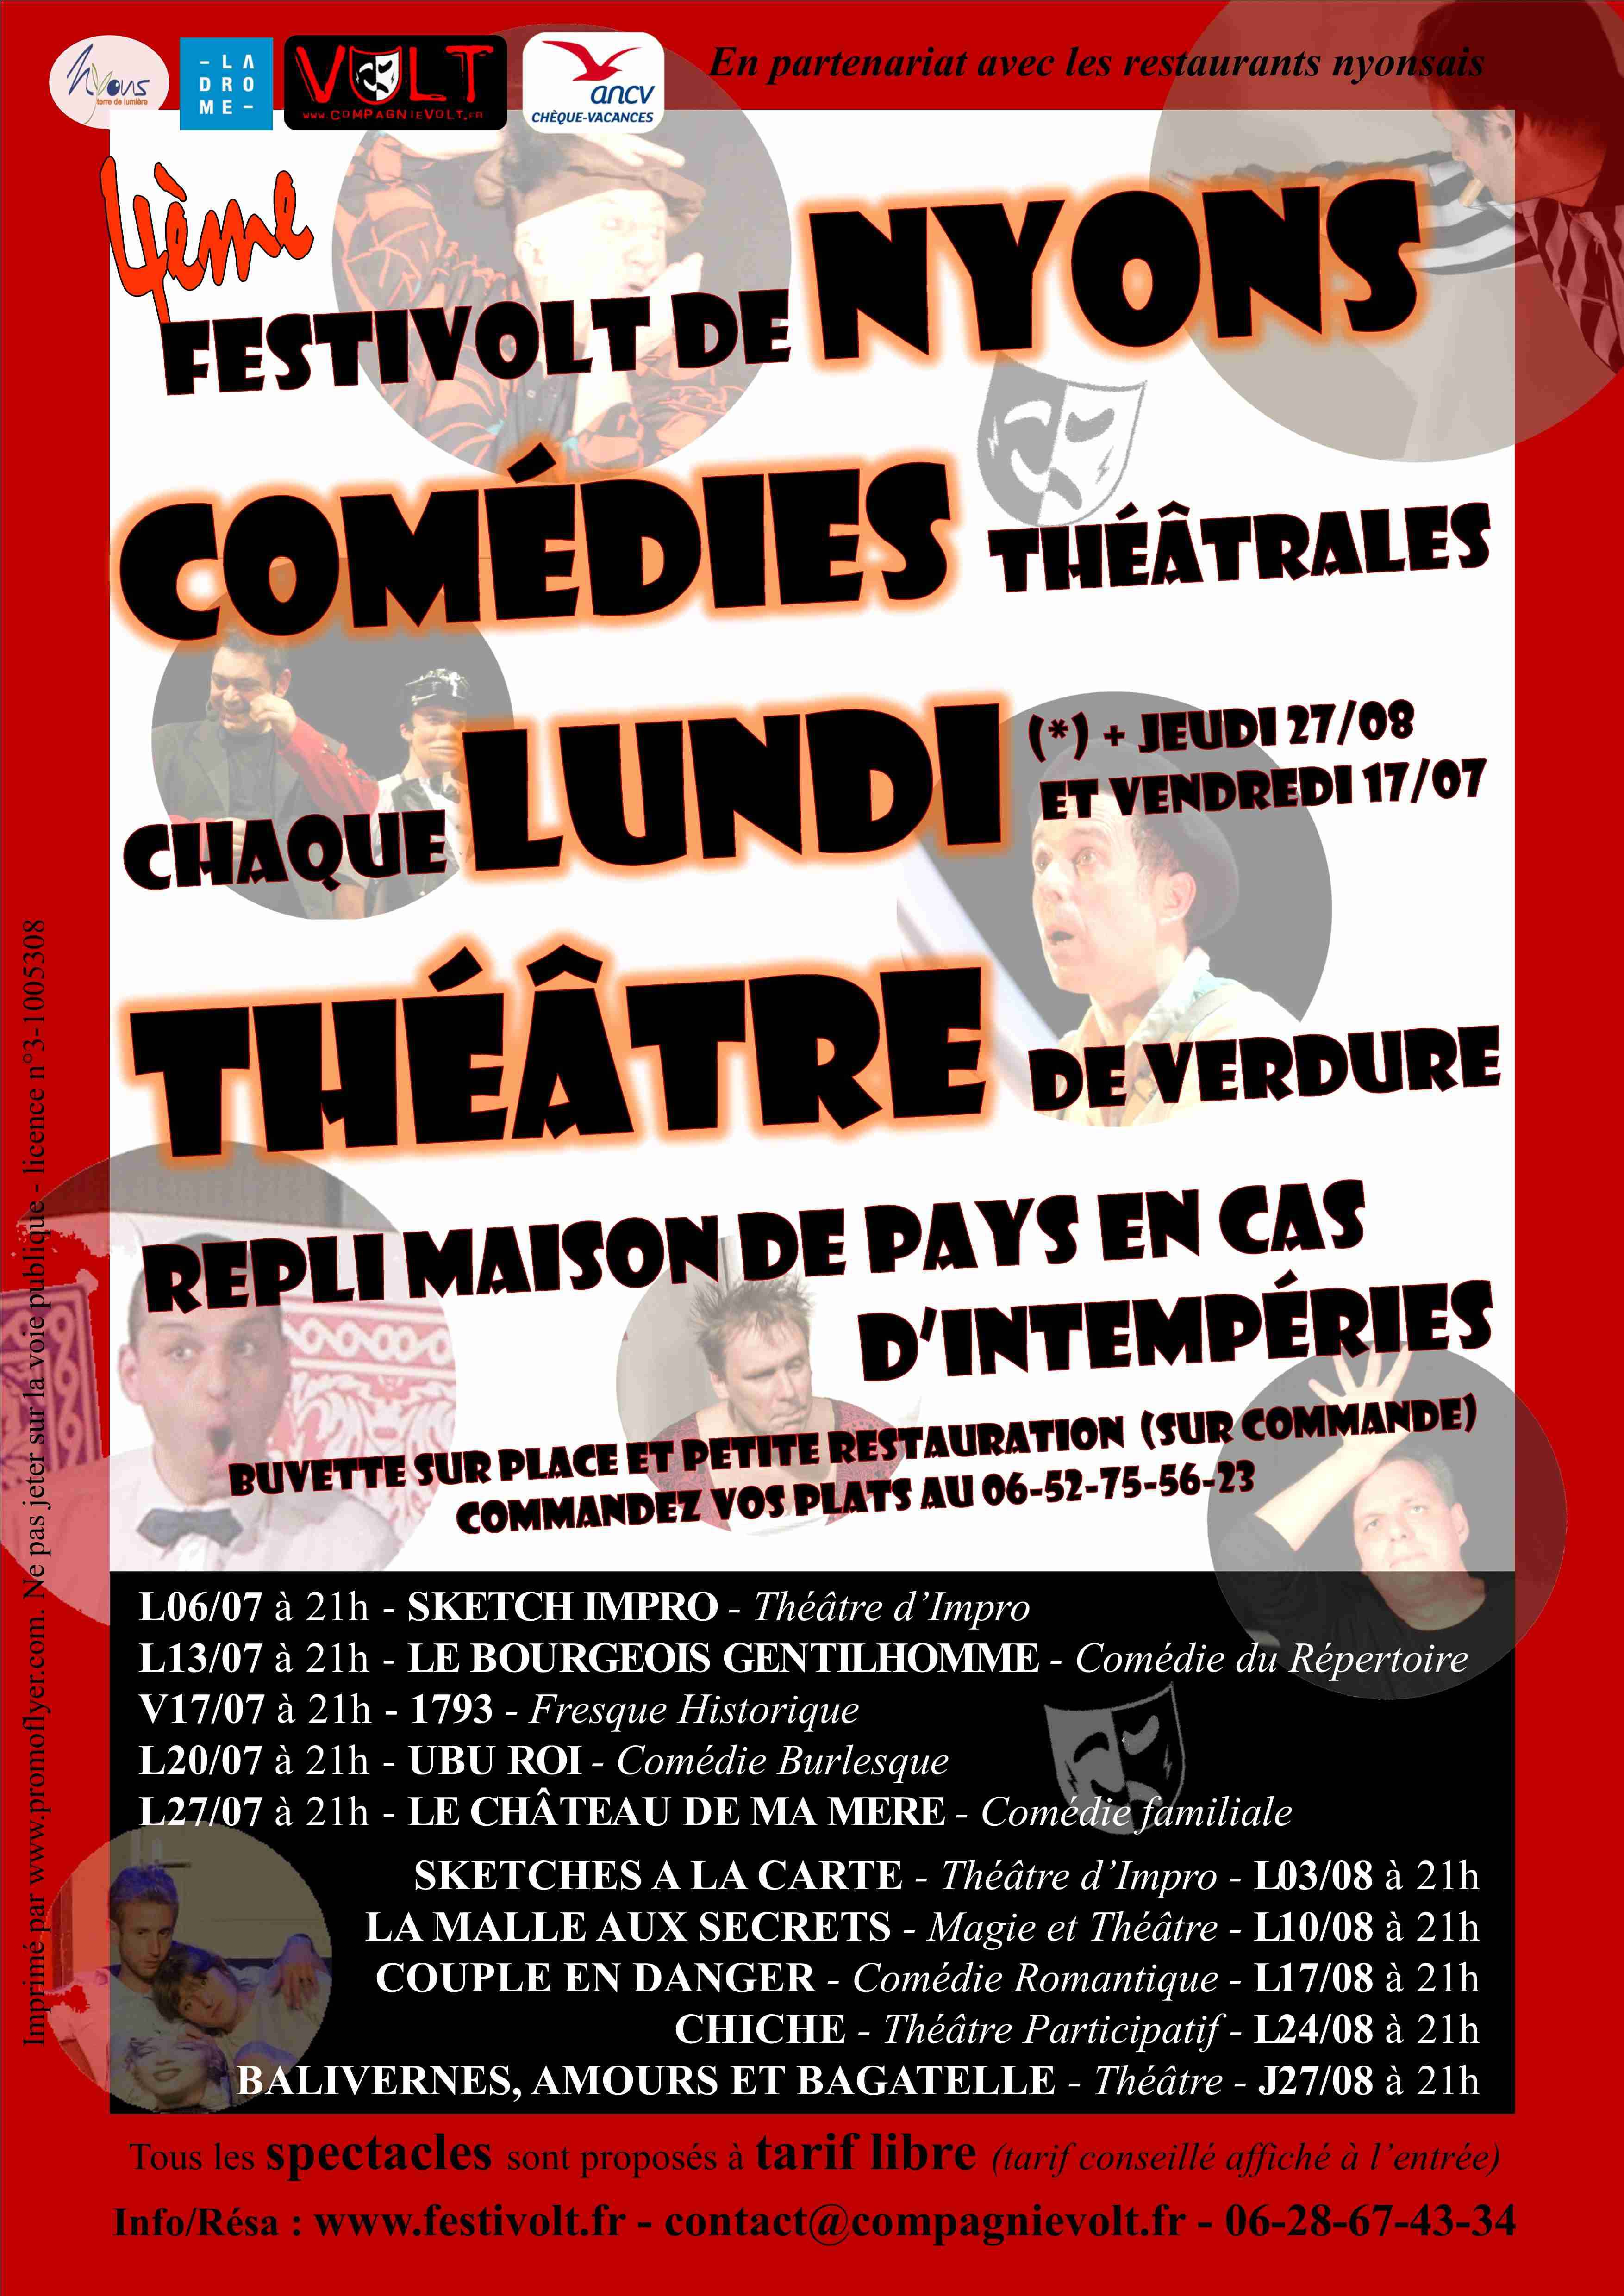 Nyons
terre de lumière
- LA
DRO
ME -
VOLT
www.COMPAGNIEVOLT.FR
ancv
CHÈQUE-VACANCES
En partenariat avec les restaurants nyonsais
4ème
FESTIVOLT DE NYONS
COMÉDIES THÉÂTRALES
CHAQUE LUNDI (*) + JEUDI 27/08
ET VENDREDI 17/07
THÉÂTRE DE VERDURE
REPLI MAISON DE PAYS EN CAS
D'INTEMPÉRIES
BUVETTE SUR PLACE ET PETITE RESTAURATION (SUR COMMANDE)
COMMANDEZ VOS PLATS AU 06-52-75-56-23
L06/07 à 21h - SKETCH IMPRO - Théâtre d'Impro
L13/07 à 21h - LE BOURGEOIS GENTILHOMME - Comédie du Répertoire
V17/07 à 21h - 1793 - Fresque Historique
L20/07 à 21h - UBU ROI - Comédie Burlesque
L27/07 à 21h - LE CHÂTEAU DE MA MERE - Comédie familiale
SKETCHES A LA CARTE - Théâtre d'Impro - L03/08 à 21h
LA MALLE AUX SECRETS - Magie et Théâtre - L10/08 à 21h
COUPLE EN DANGER - Comédie Romantique - L17/08 à 21h
CHICHE - Théâtre Participatif - L24/08 à 21h
BALIVERNES, AMOURS ET BAGATELLE - Théâtre - J27/08 à 21h
Tous les spectacles sont proposés à tarif libre (tarif conseillé affiché à l'entrée)
Info/Résa : www.festivolt.fr - contact@compagnievolt.fr - 06-28-67-43-34
Imprimé par www.promoflyer.com. Ne pas jeter sur la voie publique - licence n°3-1005308